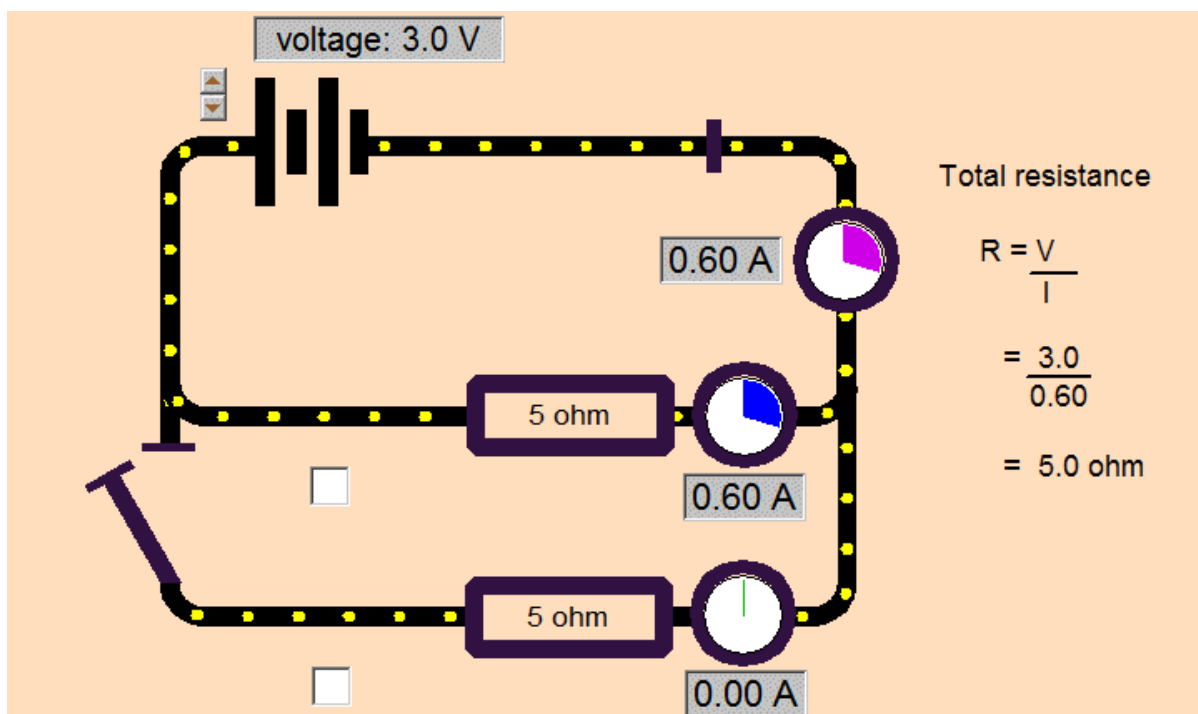 voltage: 3.0 V
Total resistance
0.60 A
R = V
I
= 3.0
0.60
5 ohm
0.60 A
= 5.0 ohm
5 ohm
0.00 A